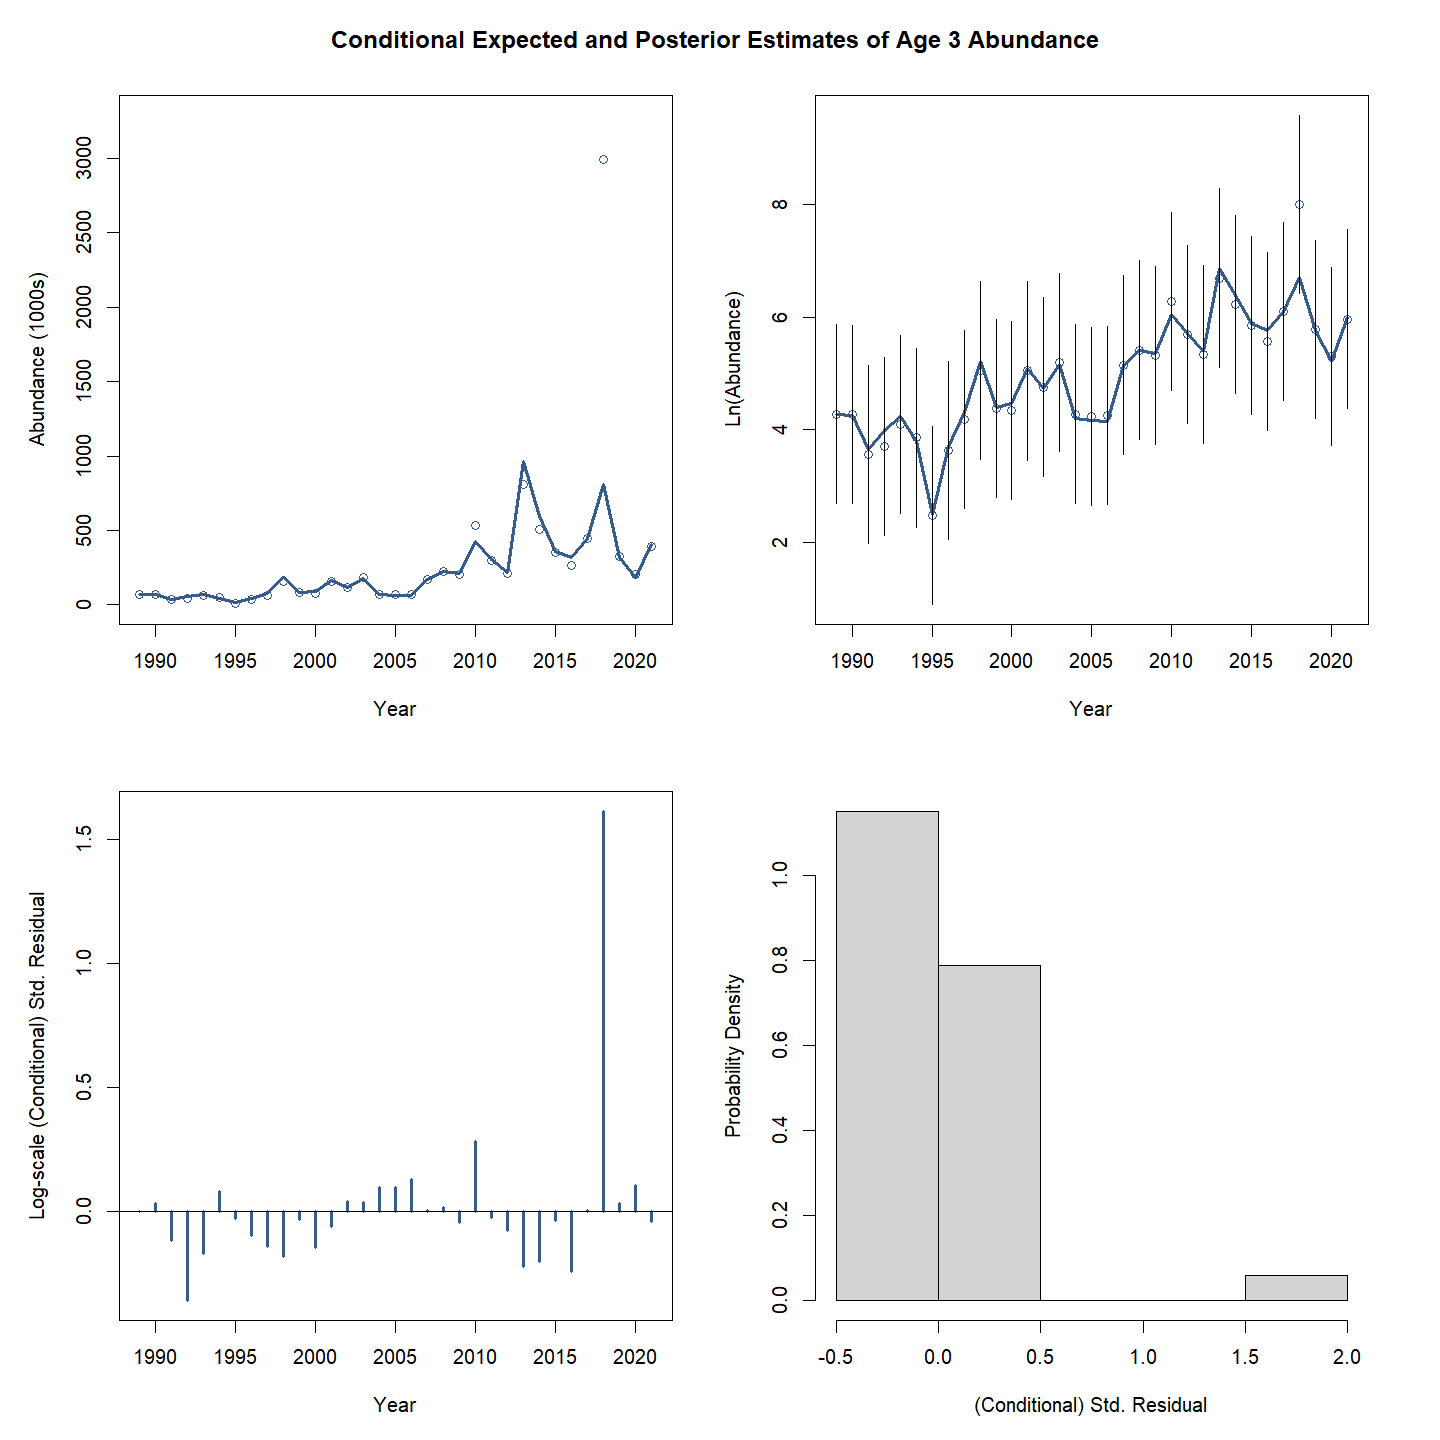 Conditional Expected and Posterior Estimates of Age 3 Abundance
Abundance (1000s)
3000
2500
2000
1500
1000
500
0
1990 1995 2000 2005 2010 2015 2020
Year
Ln(Abundance)
8
6
4
2
1990 1995 2000 2005 2010 2015 2020
Year
Log-scale (Conditional) Std. Residual
1.5
1.0
0.5
0.0
1990 1995 2000 2005 2010 2015 2020
Year
Probability Density
1.0
0.8
0.6
0.4
0.2
0.0
-0.5 0.0 0.5 1.0 1.5 2.0
(Conditional) Std. Residual